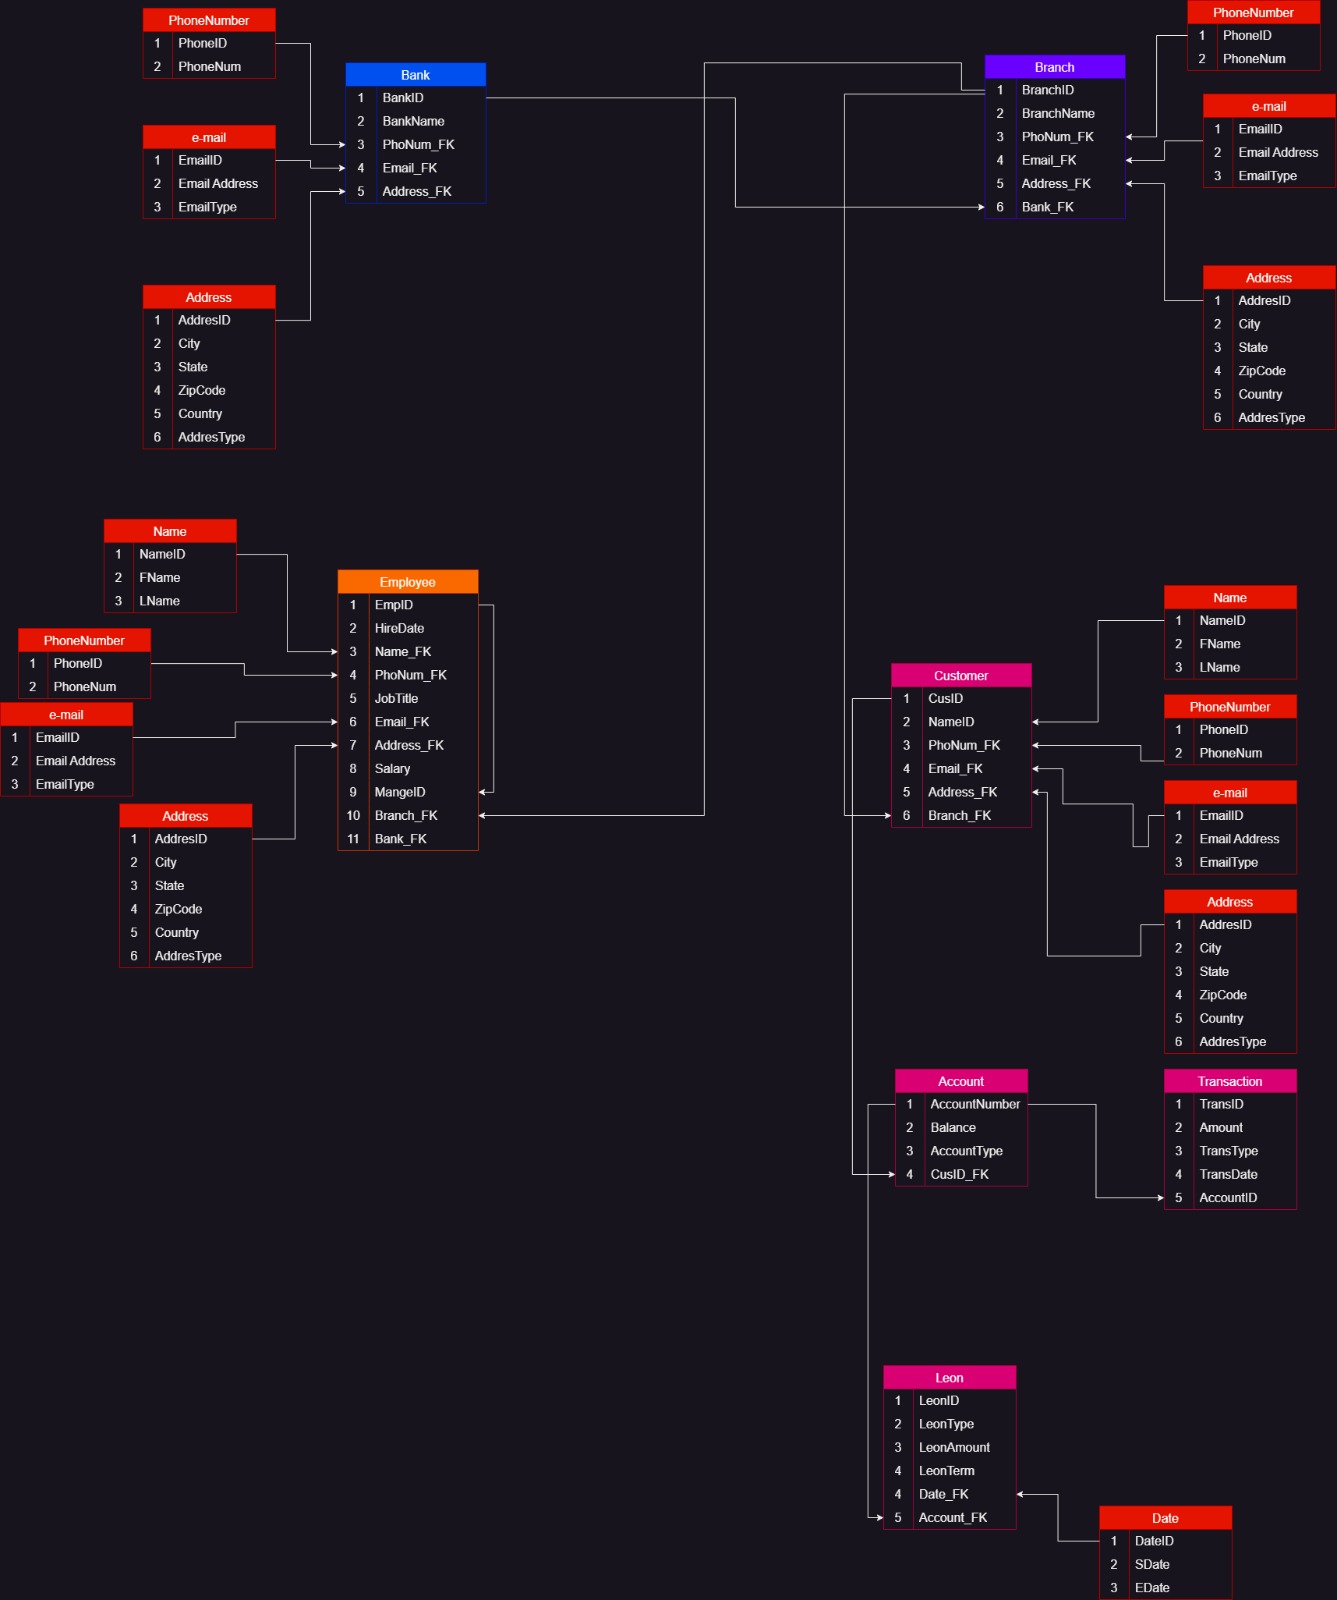 PhoneNumber
1 PhoneID
2 PhoneNum
e-mail
1 EmailID
2 Email Address
3 EmailType
Address
1 AddresID
2 City
3 State
4 ZipCode
5 Country
6 AddresType
Bank
1 BankID
2 BankName
3 PhoNum_FK
4 Email_FK
5 Address_FK
Branch
1 BranchID
2 BranchName
3 PhoNum_FK
4 Email_FK
5 Address_FK
6 Bank_FK
PhoneNumber
1 PhoneID
2 PhoneNum
e-mail
1 EmailID
2 Email Address
3 EmailType
Address
1 AddresID
2 City
3 State
4 ZipCode
5 Country
6 AddresType
Name
1 NameID
2 FName
3 LName
PhoneNumber
1 PhoneID
2 PhoneNum
e-mail
1 EmailID
2 Email Address
3 EmailType
Address
1 AddresID
2 City
3 State
4 ZipCode
5 Country
6 AddresType
Employee
1 EmpID
2 HireDate
3 Name_FK
4 PhoNum_FK
5 JobTitle
6 Email_FK
7 Address_FK
8 Salary
9 MangeID
10 Branch_FK
11 Bank_FK
Customer
1 CusID
2 NameID
3 PhoNum_FK
4 Email_FK
5 Address_FK
6 Branch_FK
Name
1 NameID
2 FName
3 LName
PhoneNumber
1 PhoneID
2 PhoneNum
e-mail
1 EmailID
2 Email Address
3 EmailType
Address
1 AddresID
2 City
3 State
4 ZipCode
5 Country
6 AddresType
Account
1 AccountNumber
2 Balance
3 AccountType
4 CusID_FK
Transaction
1 TransID
2 Amount
3 TransType
4 TransDate
5 AccountID
Leon
1 LeonID
2 LeonType
3 LeonAmount
4 LeonTerm
4 Date_FK
5 Account_FK
Date
1 DateID
2 SDate
3 EDate